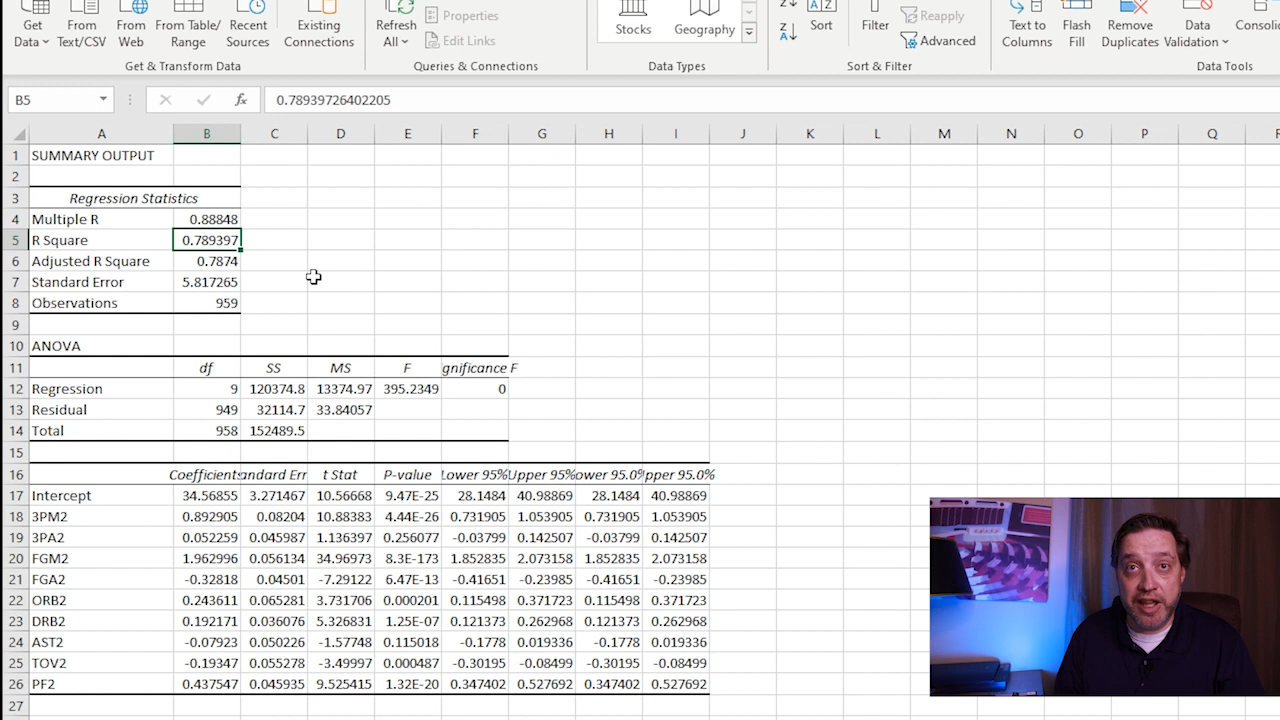 Get Data
From Text/CSV
From Web
From Table/ Range
Recent Sources
Existing Connections
Refresh All
Properties
Edit Links
Stocks
Geography
Sort
Filter
Reapply
Advanced
Text to Columns
Flash Fill
Remove Duplicates
Data Validation
Consoli
Get & Transform Data
Queries & Connections
Data Types
Sort & Filter
Data Tools
B5 fx 0.78939726402205
A B C D E F G H I J K L M N O P Q
1 SUMMARY OUTPUT
2
3 Regression Statistics
4 Multiple R 0.88848
5 R Square 0.789397
6 Adjusted R Square 0.7874
7 Standard Error 5.817265
8 Observations 959
9
10 ANOVA
11 df SS MS F gnificance F
12 Regression 9 120374.8 13374.97 395.2349 0
13 Residual 949 32114.7 33.84057
14 Total 958 152489.5
15
16 Coefficients andard Err t Stat P-value Lower 95% Upper 95% ower 95.0% pper 95.0%
17 Intercept 34.56855 3.271467 10.56668 9.47E-25 28.1484 40.98869 28.1484 40.98869
18 3PM2 0.892905 0.08204 10.88383 4.44E-26 0.731905 1.053905 0.731905 1.053905
19 3PA2 0.052259 0.04599 1.136397 0.256077 -0.03799 0.142507 -0.03799 0.142507
20 FGM2 1.962996 0.056134 34.96973 8.3E-173 1.852835 2.073158 1.852835 2.073158
21 FGA2 -0.32818 0.04501 -7.29122 6.47E-13 -0.41651 -0.23985 -0.41651 -0.23985
22 ORB2 0.243611 0.065281 3.731706 0.000201 0.115498 0.371723 0.115498 0.371723
23 DRB2 0.192171 0.036076 5.326831 1.25E-07 0.121373 0.262968 0.121373 0.262968
24 AST2 -0.07923 0.050226 -1.57748 0.115018 -0.1778 0.019336 -0.1778 0.019336
25 TOV2 -0.19347 0.055278 -3.49997 0.000487 -0.30195 -0.08499 -0.30195 -0.08499
26 PF2 0.437547 0.045935 9.525415 1.32E-20 0.347402 0.527692 0.347402 0.527692
27